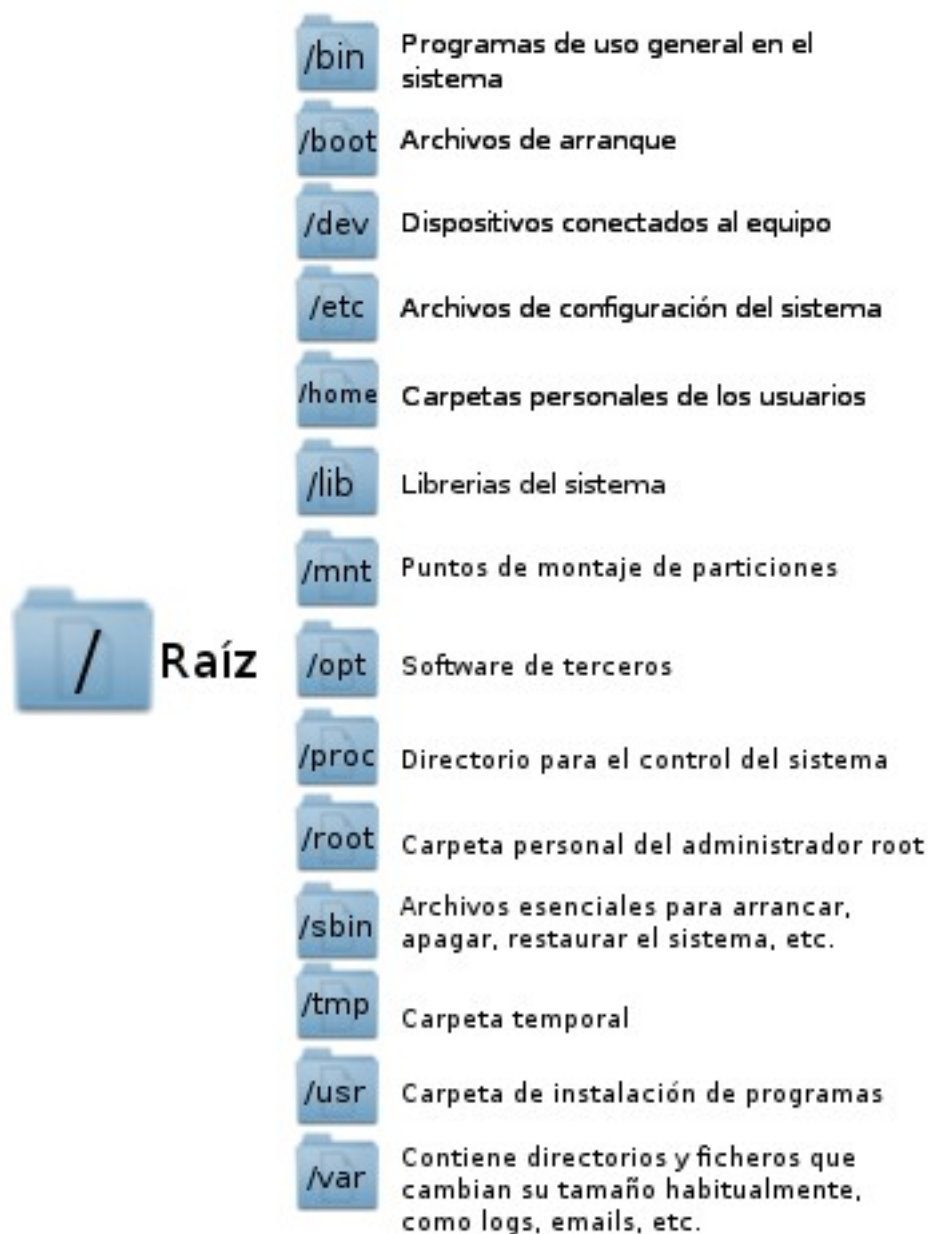 /bin
Programas de uso general en el
sistema
/boot
Archivos de arranque
/dev
Dispositivos conectados al equipo
/etc
Archivos de configuración del sistema
/home
Carpetas personales de los usuarios
/lib
Librerias del sistema
/mnt
Puntos de montaje de particiones
/ Raíz
/opt
Software de terceros
/proc
Directorio para el control del sistema
/root
Carpeta personal del administrador root
/sbin
Archivos esenciales para arrancar,
apagar, restaurar el sistema, etc.
/tmp
Carpeta temporal
/usr
Carpeta de instalación de programas
/var
Contiene directorios y ficheros que
cambian su tamaño habitualmente,
como logs, emails, etc.